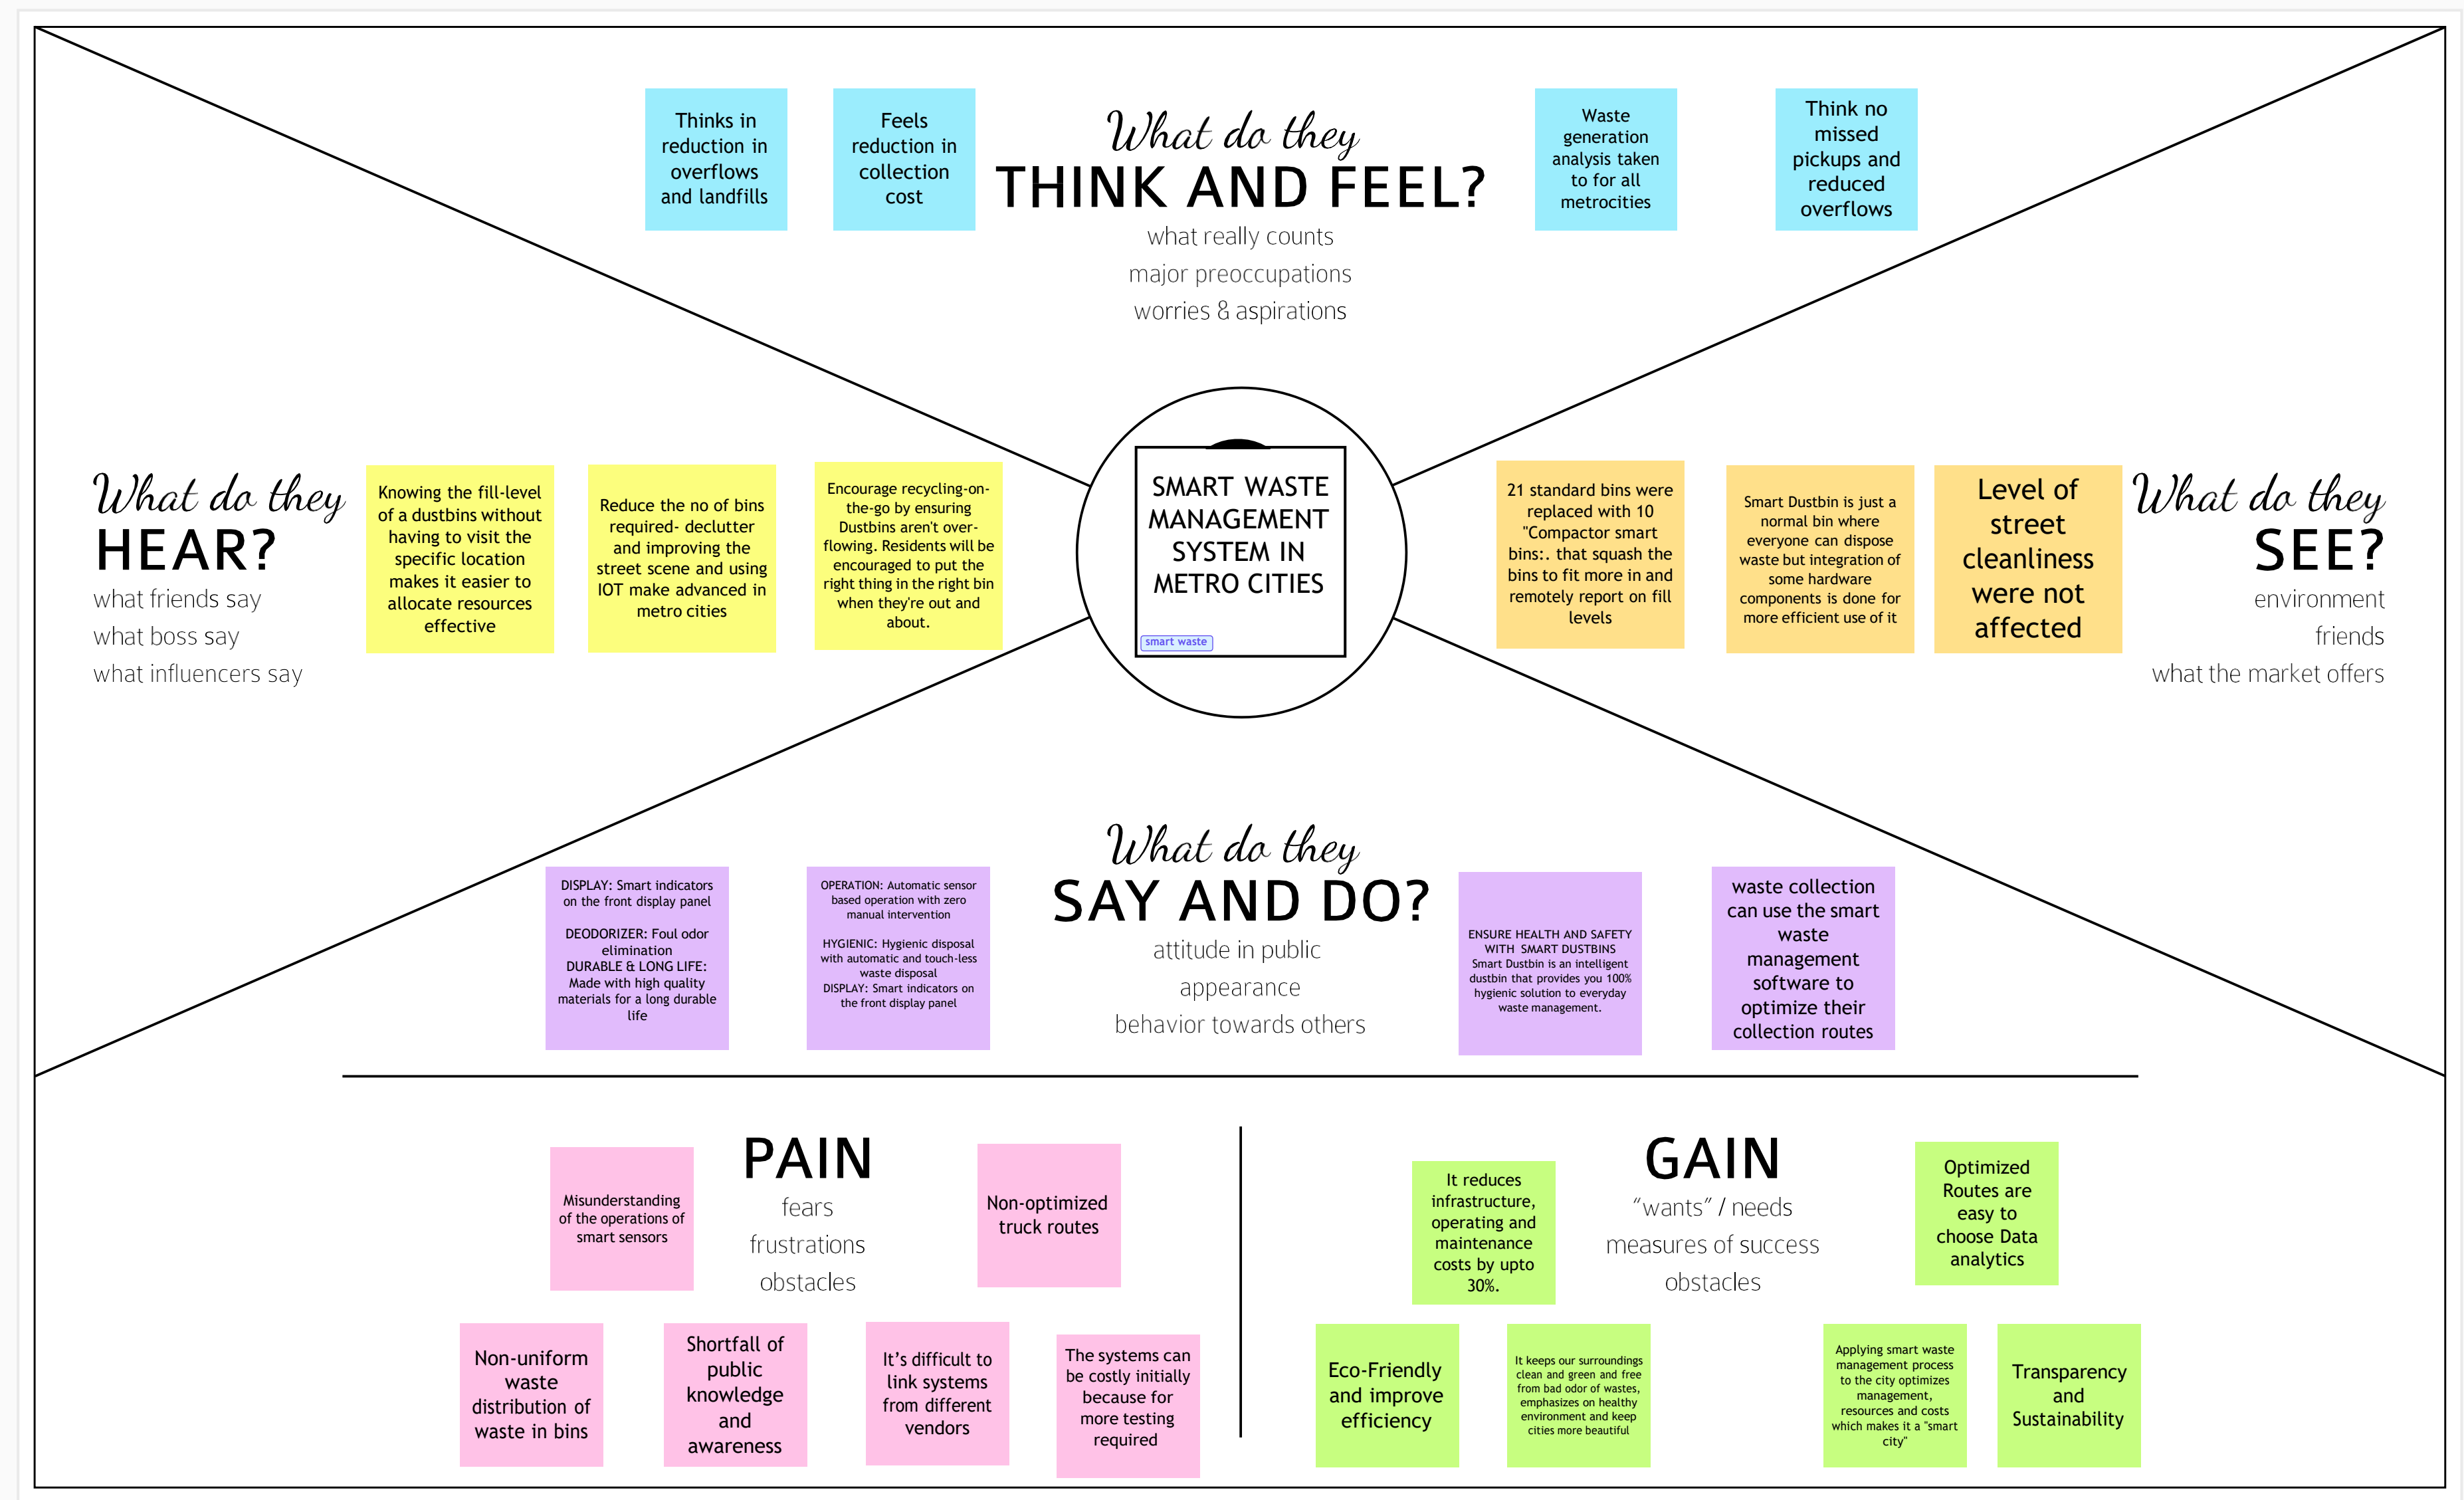 Thinks in
reduction in
overflows
and landfills
Feels
reduction in
collection
cost
What do they
THINK AND FEEL?
what really counts
major preoccupations
worries & aspirations
Waste
generation
analysis taken
to for all
metrocities
Think no
missed
pickups and
reduced
overflows
What do they
HEAR?
what friends say
what boss say
what influencers say
Knowing the fill-level
of a dustbins without
having to visit the
specific location
makes it easier to
allocate resources
effective
Reduce the no of bins
required- declutter
and improving the
street scene and using
IOT make advanced in
metro cities
Encourage recycling-on-
the-go by ensuring
Dustbins aren't over-
flowing. Residents will be
encouraged to put the
right thing in the right bin
when they're out and
about.
SMART WASTE
MANAGEMENT
SYSTEM IN
METRO CITIES
smart waste
21 standard bins were
replaced with 10
"Compactor smart
bins:. that squash the
bins to fit more in and
remotely report on fill
levels
Smart Dustbin is just a
normal bin where
everyone can dispose
waste but integration of
some hardware
components is done for
more efficient use of it
Level of
street
cleanliness
were not
affected
What do they
SEE?
environment
friends
what the market offers
DISPLAY: Smart indicators
on the front display panel
DEODORIZER: Foul odor
elimination
DURABLE & LONG LIFE:
Made with high quality
materials for a long durable
life
OPERATION: Automatic sensor
based operation with zero
manual intervention
HYGIENIC: Hygienic disposal
with automatic and touch-less
waste disposal
DISPLAY: Smart indicators on
the front display panel
What do they
SAY AND DO?
attitude in public
appearance
behavior towards others
ENSURE HEALTH AND SAFETY
WITH SMART DUSTBINS
Smart Dustbin is an intelligent
dustbin that provides you 100%
hygienic solution to everyday
waste management.
waste collection
can use the smart
waste
management
software to
optimize their
collection routes
PAIN
fears
frustrations
obstacles
Misunderstanding
of the operations of
smart sensors
Non-optimized
truck routes
Non-uniform
waste
distribution of
waste in bins
Shortfall of
public
knowledge
and
awareness
It's difficult to
link systems
from different
vendors
The systems can
be costly initially
because for
more testing
required
GAIN
"wants" / needs
measures of success
obstacles
It reduces
infrastructure,
operating and
maintenance
costs by upto
30%.
Optimized
Routes are
easy to
choose Data
analytics
Eco-Friendly
and improve
efficiency
It keeps our surroundings
clean and green and free
from bad odor of wastes,
emphasizes on healthy
environment and keep
cities more beautiful
Applying smart waste
management process
to the city optimizes
management,
resources and costs
which makes it a "smart
city"
Transparency
and
Sustainability